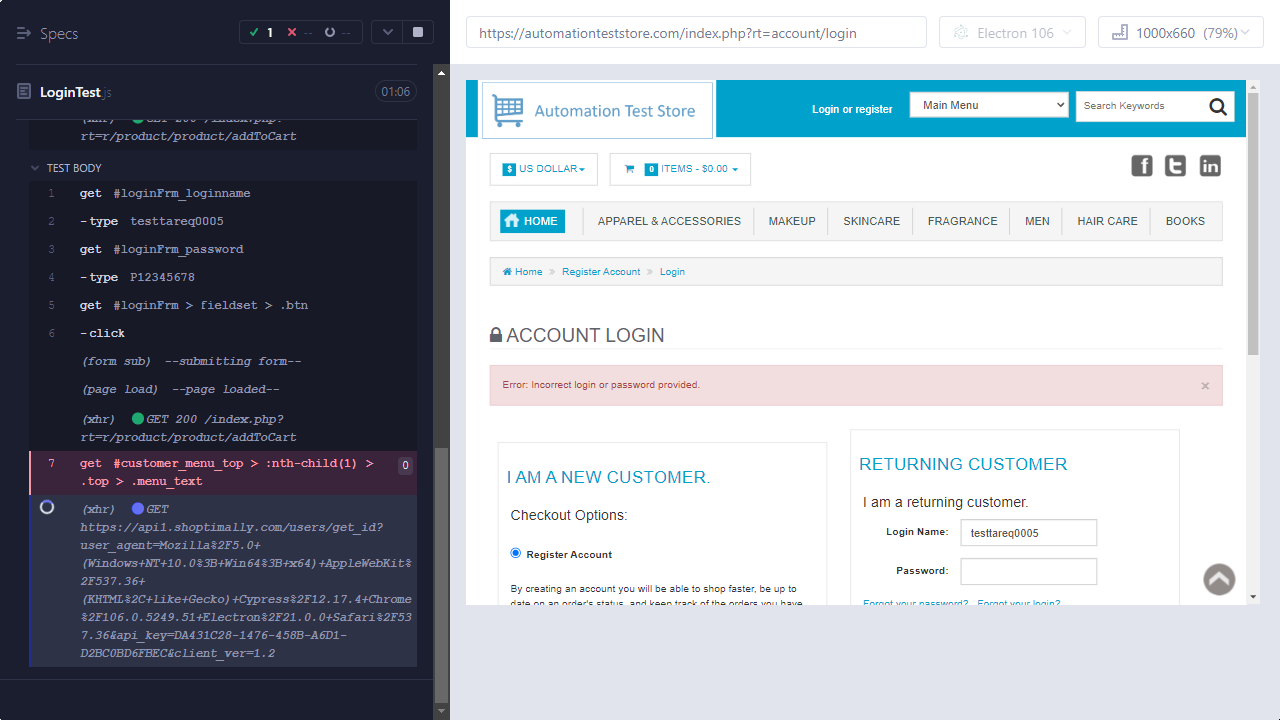 Specs
1
--
--
LoginTest.js
01:06
(xhr) GET 200 /index.php?
rt=r/product/product/addToCart
TEST BODY
1 get #loginFrm_loginname
2 -type testtareq0005
3 get #loginFrm_password
4 -type P12345678
5 get #loginFrm > fieldset > .btn
6 -click
(form sub) --submitting form--
(page load) --page loaded--
(xhr) GET 200 /index.php?
rt=r/product/product/addToCart
7 get #customer_menu_top > :nth-child(1) > 0
.top > .menu_text
(xhr) GET
https://api1.shoptimally.com/users/get_id?
user_agent=Mozilla%2F5.0+
(Windows+NT+10.0%3B+Win64%3B+x64)+AppleWebKit%
2F537.36+
(KHTML%2C+like+Gecko)+Cypress%2F12.17.4+Chrome
%2F106.0.5249.51+Electron%2F21.0.0+Safari%2F53
7.36&api_key=DA431C28-1476-458B-A6D1-
D2BC0BD6FBEC&client_ver=1.2
https://automationteststore.com/index.php?rt=account/login
Electron 106
1000x660 (79%)
Automation Test Store
Login or register
Main Menu
Search Keywords
$ US DOLLAR
0 ITEMS - $0.00
HOME
APPAREL & ACCESSORIES
MAKEUP
SKINCARE
FRAGRANCE
MEN
HAIR CARE
BOOKS
Home » Register Account » Login
ACCOUNT LOGIN
Error: Incorrect login or password provided.
×
I AM A NEW CUSTOMER.
Checkout Options:
Register Account
By creating an account you will be able to shop faster, be up to
date on an order's status, and keep track of the orders you have
RETURNING CUSTOMER
I am a returning customer.
Login Name: testtareq0005
Password:
Forgot your password? Forgot your login?